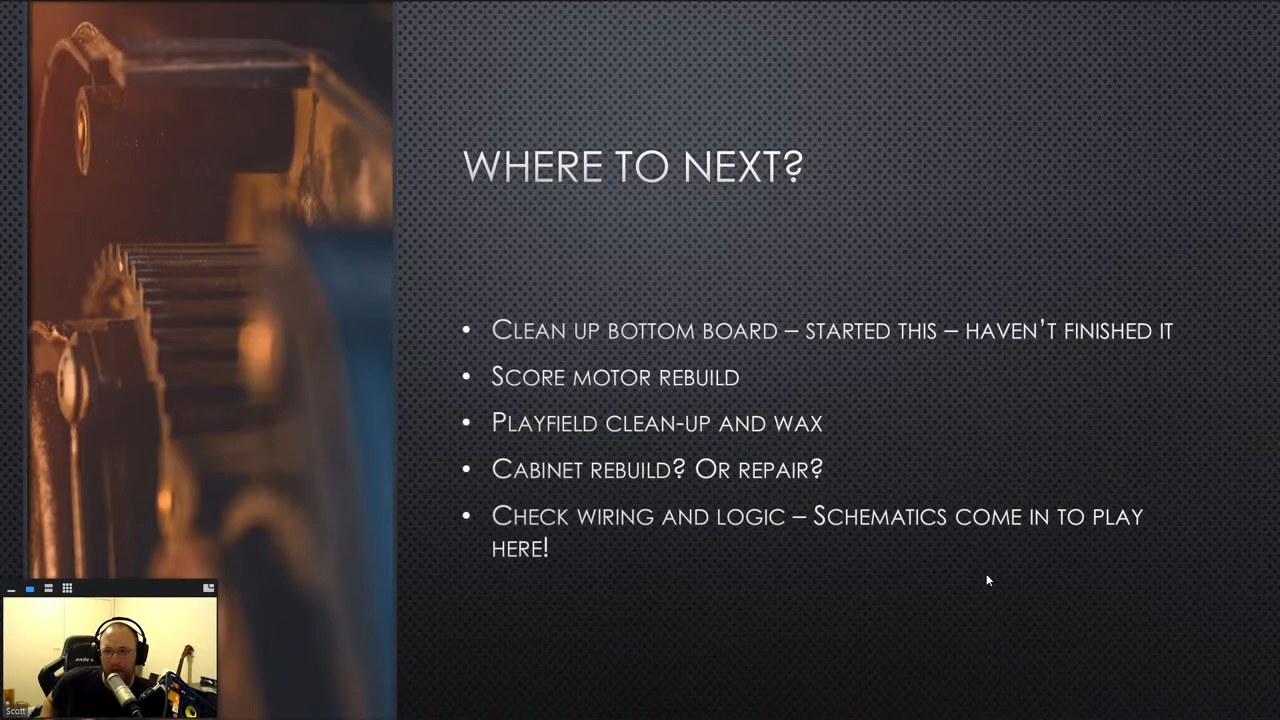 WHERE TO NEXT?
• CLEAN UP BOTTOM BOARD – STARTED THIS – HAVEN'T FINISHED IT
• SCORE MOTOR REBUILD
• PLAYFIELD CLEAN-UP AND WAX
• CABINET REBUILD? OR REPAIR?
• CHECK WIRING AND LOGIC – SCHEMATICS COME IN TO PLAY
HERE!
Scott